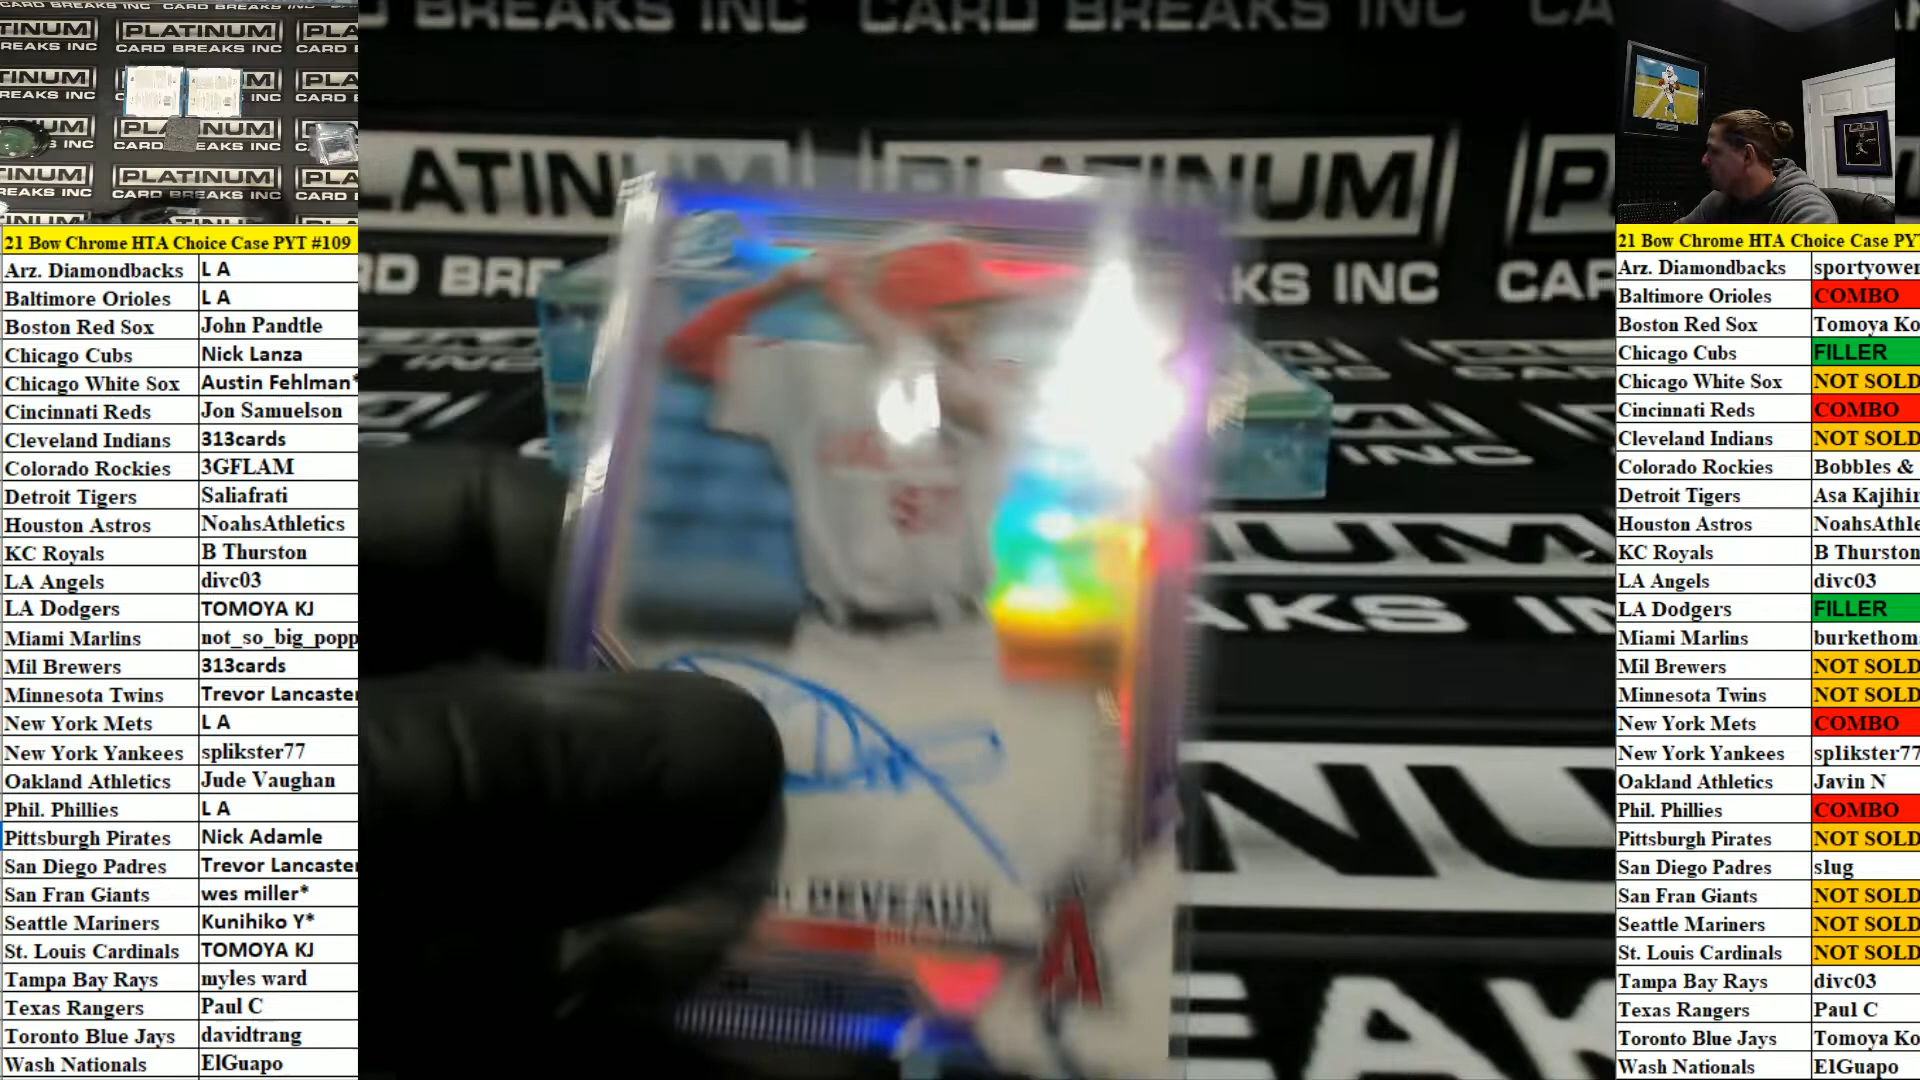 21 Bow Chrome HTA Choice Case PYT #109
Arz. Diamondbacks L A
Baltimore Orioles L A
Boston Red Sox John Pandtle
Chicago Cubs Nick Lanza
Chicago White Sox Austin Fehlman*
Cincinnati Reds Jon Samuelson
Cleveland Indians 313cards
Colorado Rockies 3GFLAM
Detroit Tigers Saliafrati
Houston Astros NoahsAthletics
KC Royals B Thurston
LA Angels divc03
LA Dodgers TOMOYA KJ
Miami Marlins not_so_big_popp
Mil Brewers 313cards
Minnesota Twins Trevor Lancaster
New York Mets L A
New York Yankees splikster77
Oakland Athletics Jude Vaughan
Phil. Phillies L A
Pittsburgh Pirates Nick Adamle
San Diego Padres Trevor Lancaster
San Fran Giants wes miller*
Seattle Mariners Kunihiko Y*
St. Louis Cardinals TOMOYA KJ
Tampa Bay Rays myles ward
Texas Rangers Paul C
Toronto Blue Jays davidtrang
Wash Nationals ElGuapo
PLATINUM
CARD BREAKS INC
PLATINUM
CARD BREAKS INC
CARD BREAKS INC
PLATINUM
DEVEAUX
A
21 Bow Chrome HTA Choice Case PY
Arz. Diamondbacks sportyower
Baltimore Orioles COMBO
Boston Red Sox Tomoya Ko
Chicago Cubs FILLER
Chicago White Sox NOT SOLD
Cincinnati Reds COMBO
Cleveland Indians NOT SOLD
Colorado Rockies Bobbles &
Detroit Tigers Asa Kajihir
Houston Astros NoahsAthle
KC Royals B Thurston
LA Angels divc03
LA Dodgers FILLER
Miami Marlins burkethom
Mil Brewers NOT SOLD
Minnesota Twins NOT SOLD
New York Mets COMBO
New York Yankees splikster77
Oakland Athletics Javin N
Phil. Phillies COMBO
Pittsburgh Pirates NOT SOLD
San Diego Padres slug
San Fran Giants NOT SOLD
Seattle Mariners NOT SOLD
St. Louis Cardinals NOT SOLD
Tampa Bay Rays divc03
Texas Rangers Paul C
Toronto Blue Jays Tomoya Ko
Wash Nationals ElGuapo